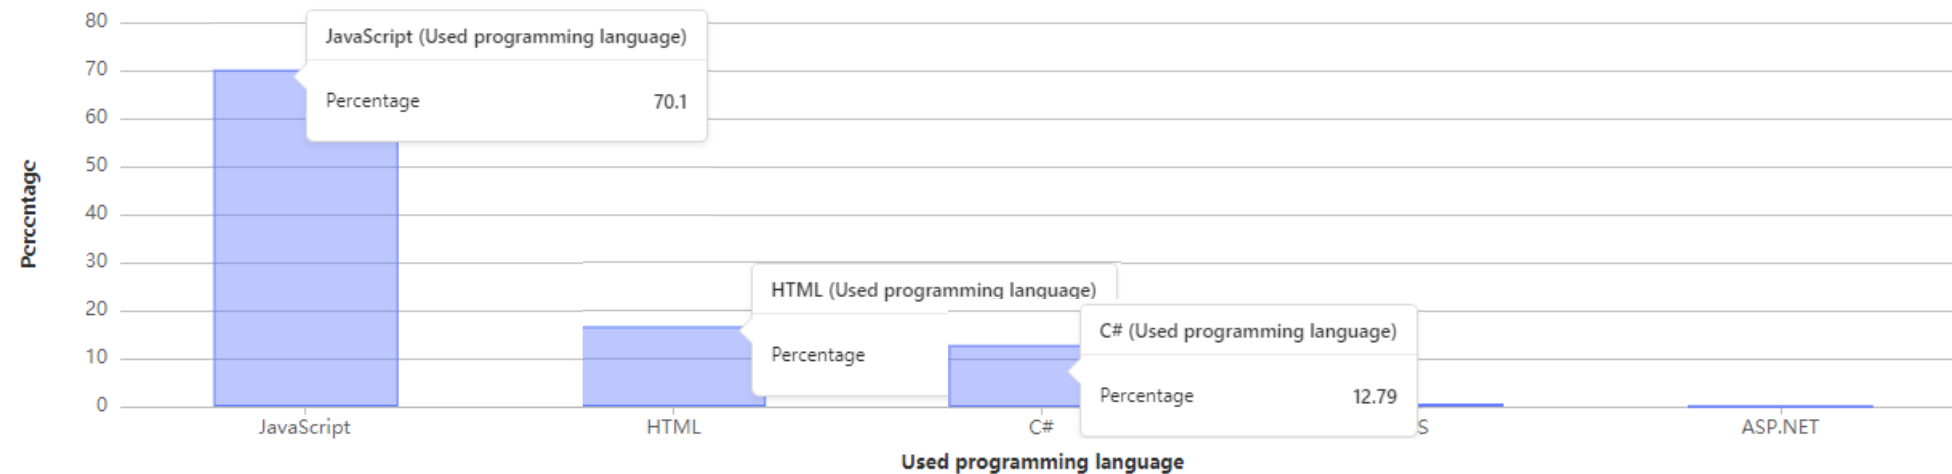 80
JavaScript (Used programming language)
70
Percentage 70.1
60
50
40
30
HTML (Used programming language)
20
C# (Used programming language)
10
Percentage
Percentage 12.79
0
JavaScript HTML C# S ASP.NET
Used programming language
Percentage